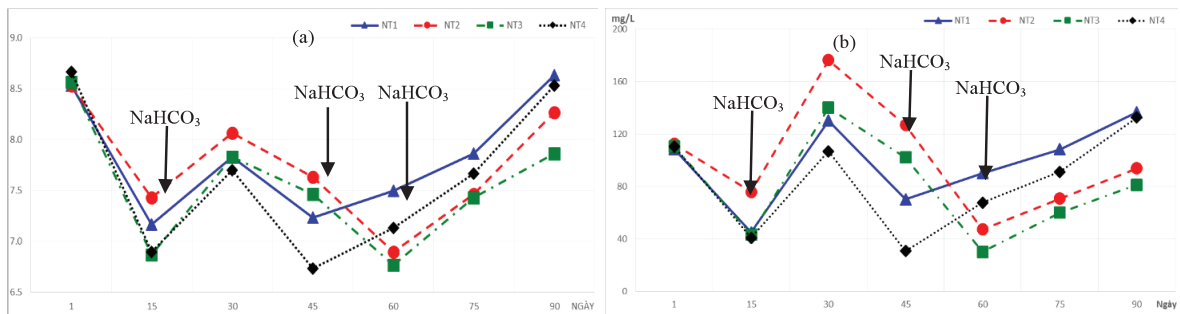 NT1 NT2 NT3 NT4
(a)
9.0
8.5
8.0
7.5
7.0
6.5
NaHCO₃
NaHCO₃
NaHCO₃
1 15 30 45 60 75 90 NGÀY
mg/L
NT1 NT2 NT3 NT4
(b)
200
160
120
80
40
0
NaHCO₃
NaHCO₃
NaHCO₃
1 15 30 45 60 75 90 Ngày